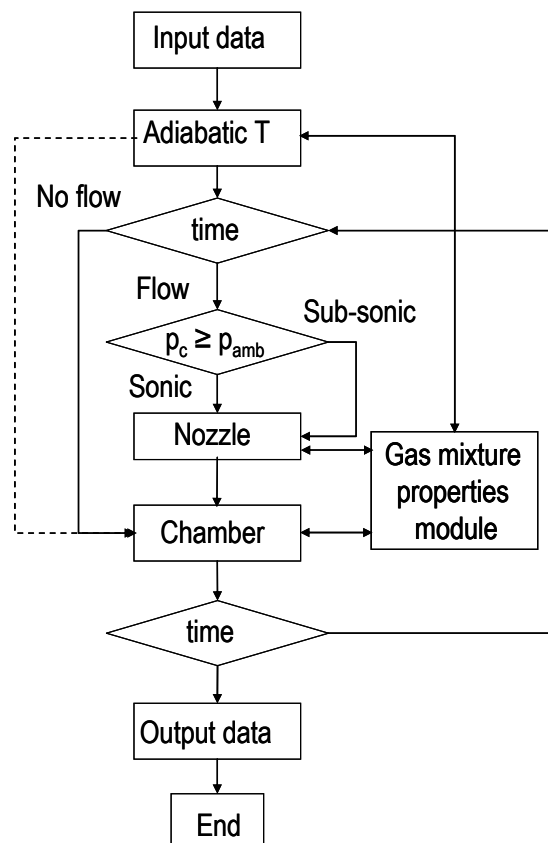 Input data
Adiabatic T
No flow
time
Flow
Sub-sonic
p_c ≥ p_amb
Sonic
Nozzle
Gas mixture
properties
module
Chamber
time
Output data
End